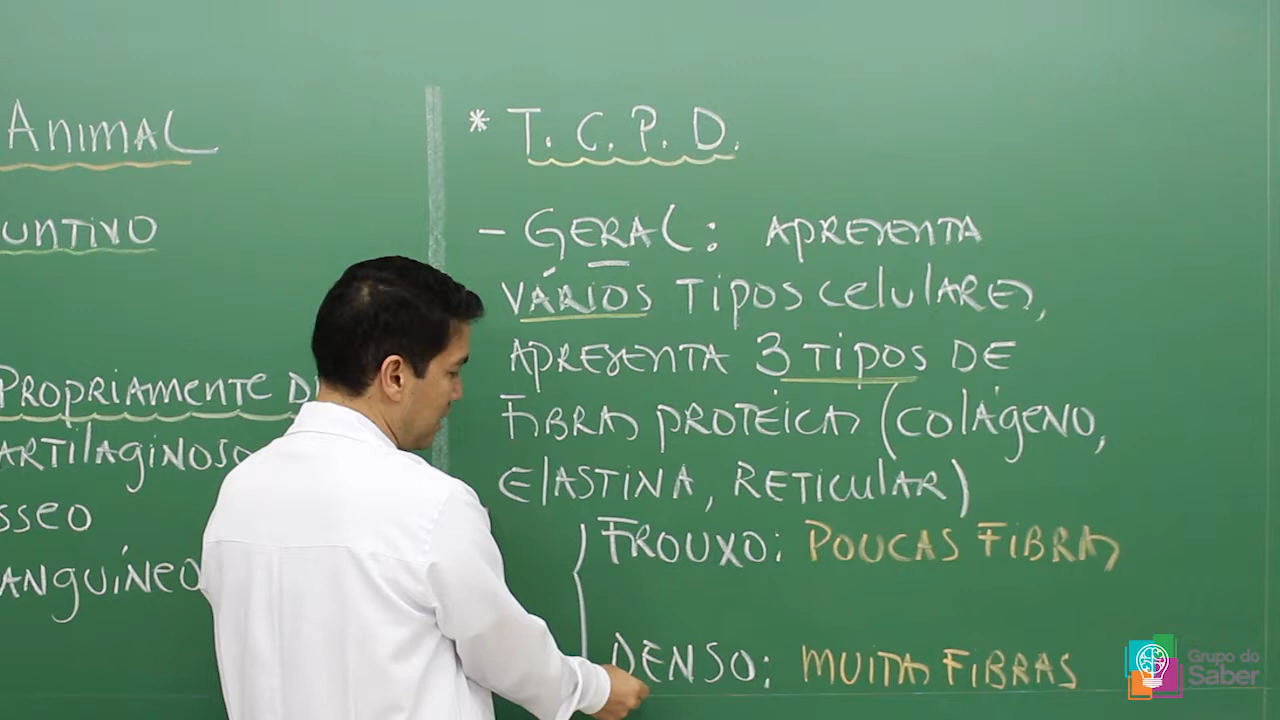 Animal
untivo
Propriamente D
artilaginoso
sseo
anguíneo
* T.C.P.D.
- Geral: apresenta
vários tipos celulares,
apresenta 3 tipos de
fibras protéicas (colágeno,
elastina, reticular)
Frouxo: poucas fibras
Denso: muitas fibras
Grupo do
Saber